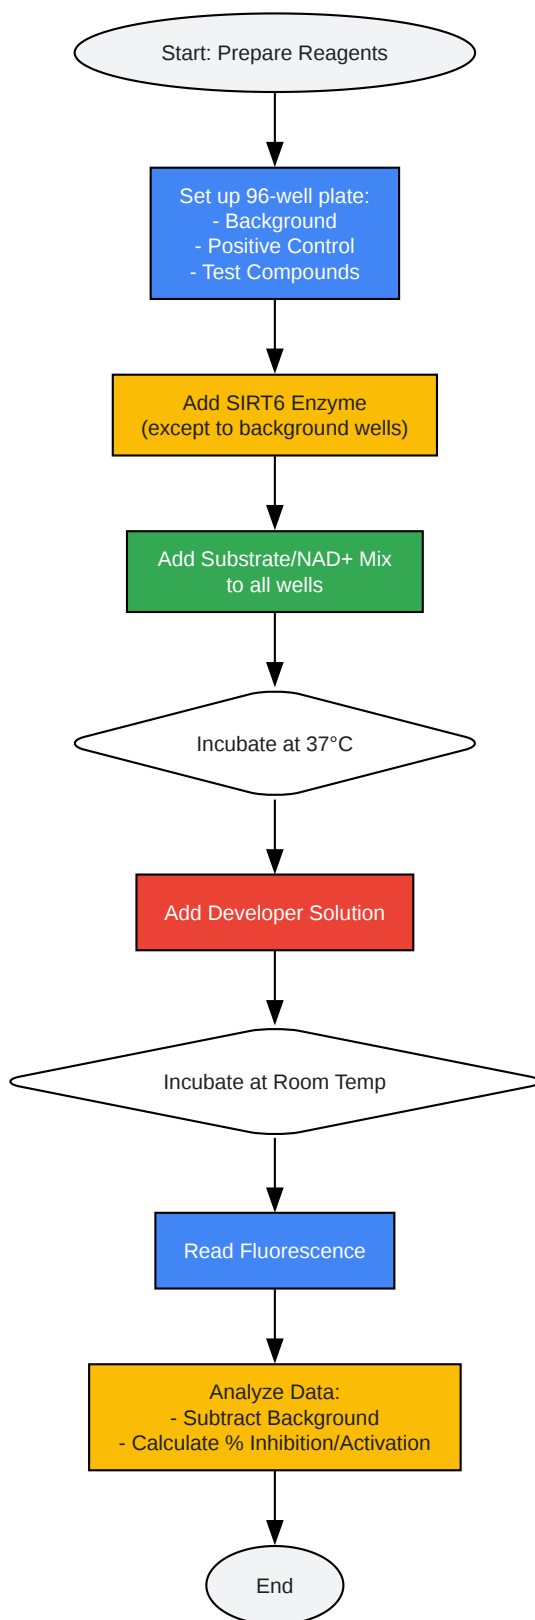 Start: Prepare Reagents
Set up 96-well plate:
- Background
- Positive Control
- Test Compounds
Add SIRT6 Enzyme
(except to background wells)
Add Substrate/NAD+ Mix
to all wells
Incubate at 37°C
Add Developer Solution
Incubate at Room Temp
Read Fluorescence
Analyze Data:
- Subtract Background
- Calculate % Inhibition/Activation
End